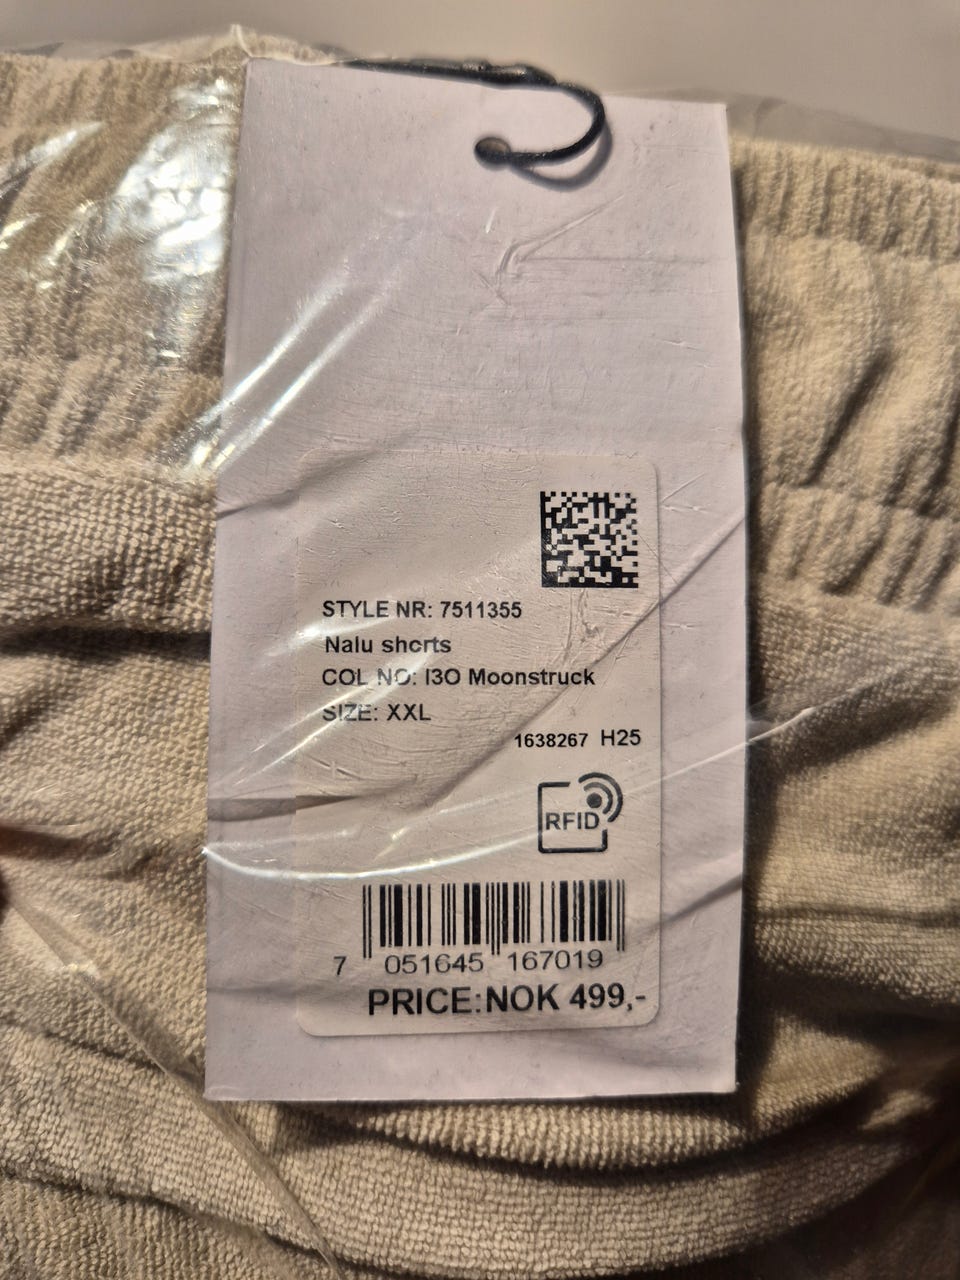 STYLE NR: 7511355
Nalu shorts
COL NO: I3O Moonstruck
SIZE: XXL
1638267 H25
RFID
7 051645 167019
PRICE:NOK 499,-